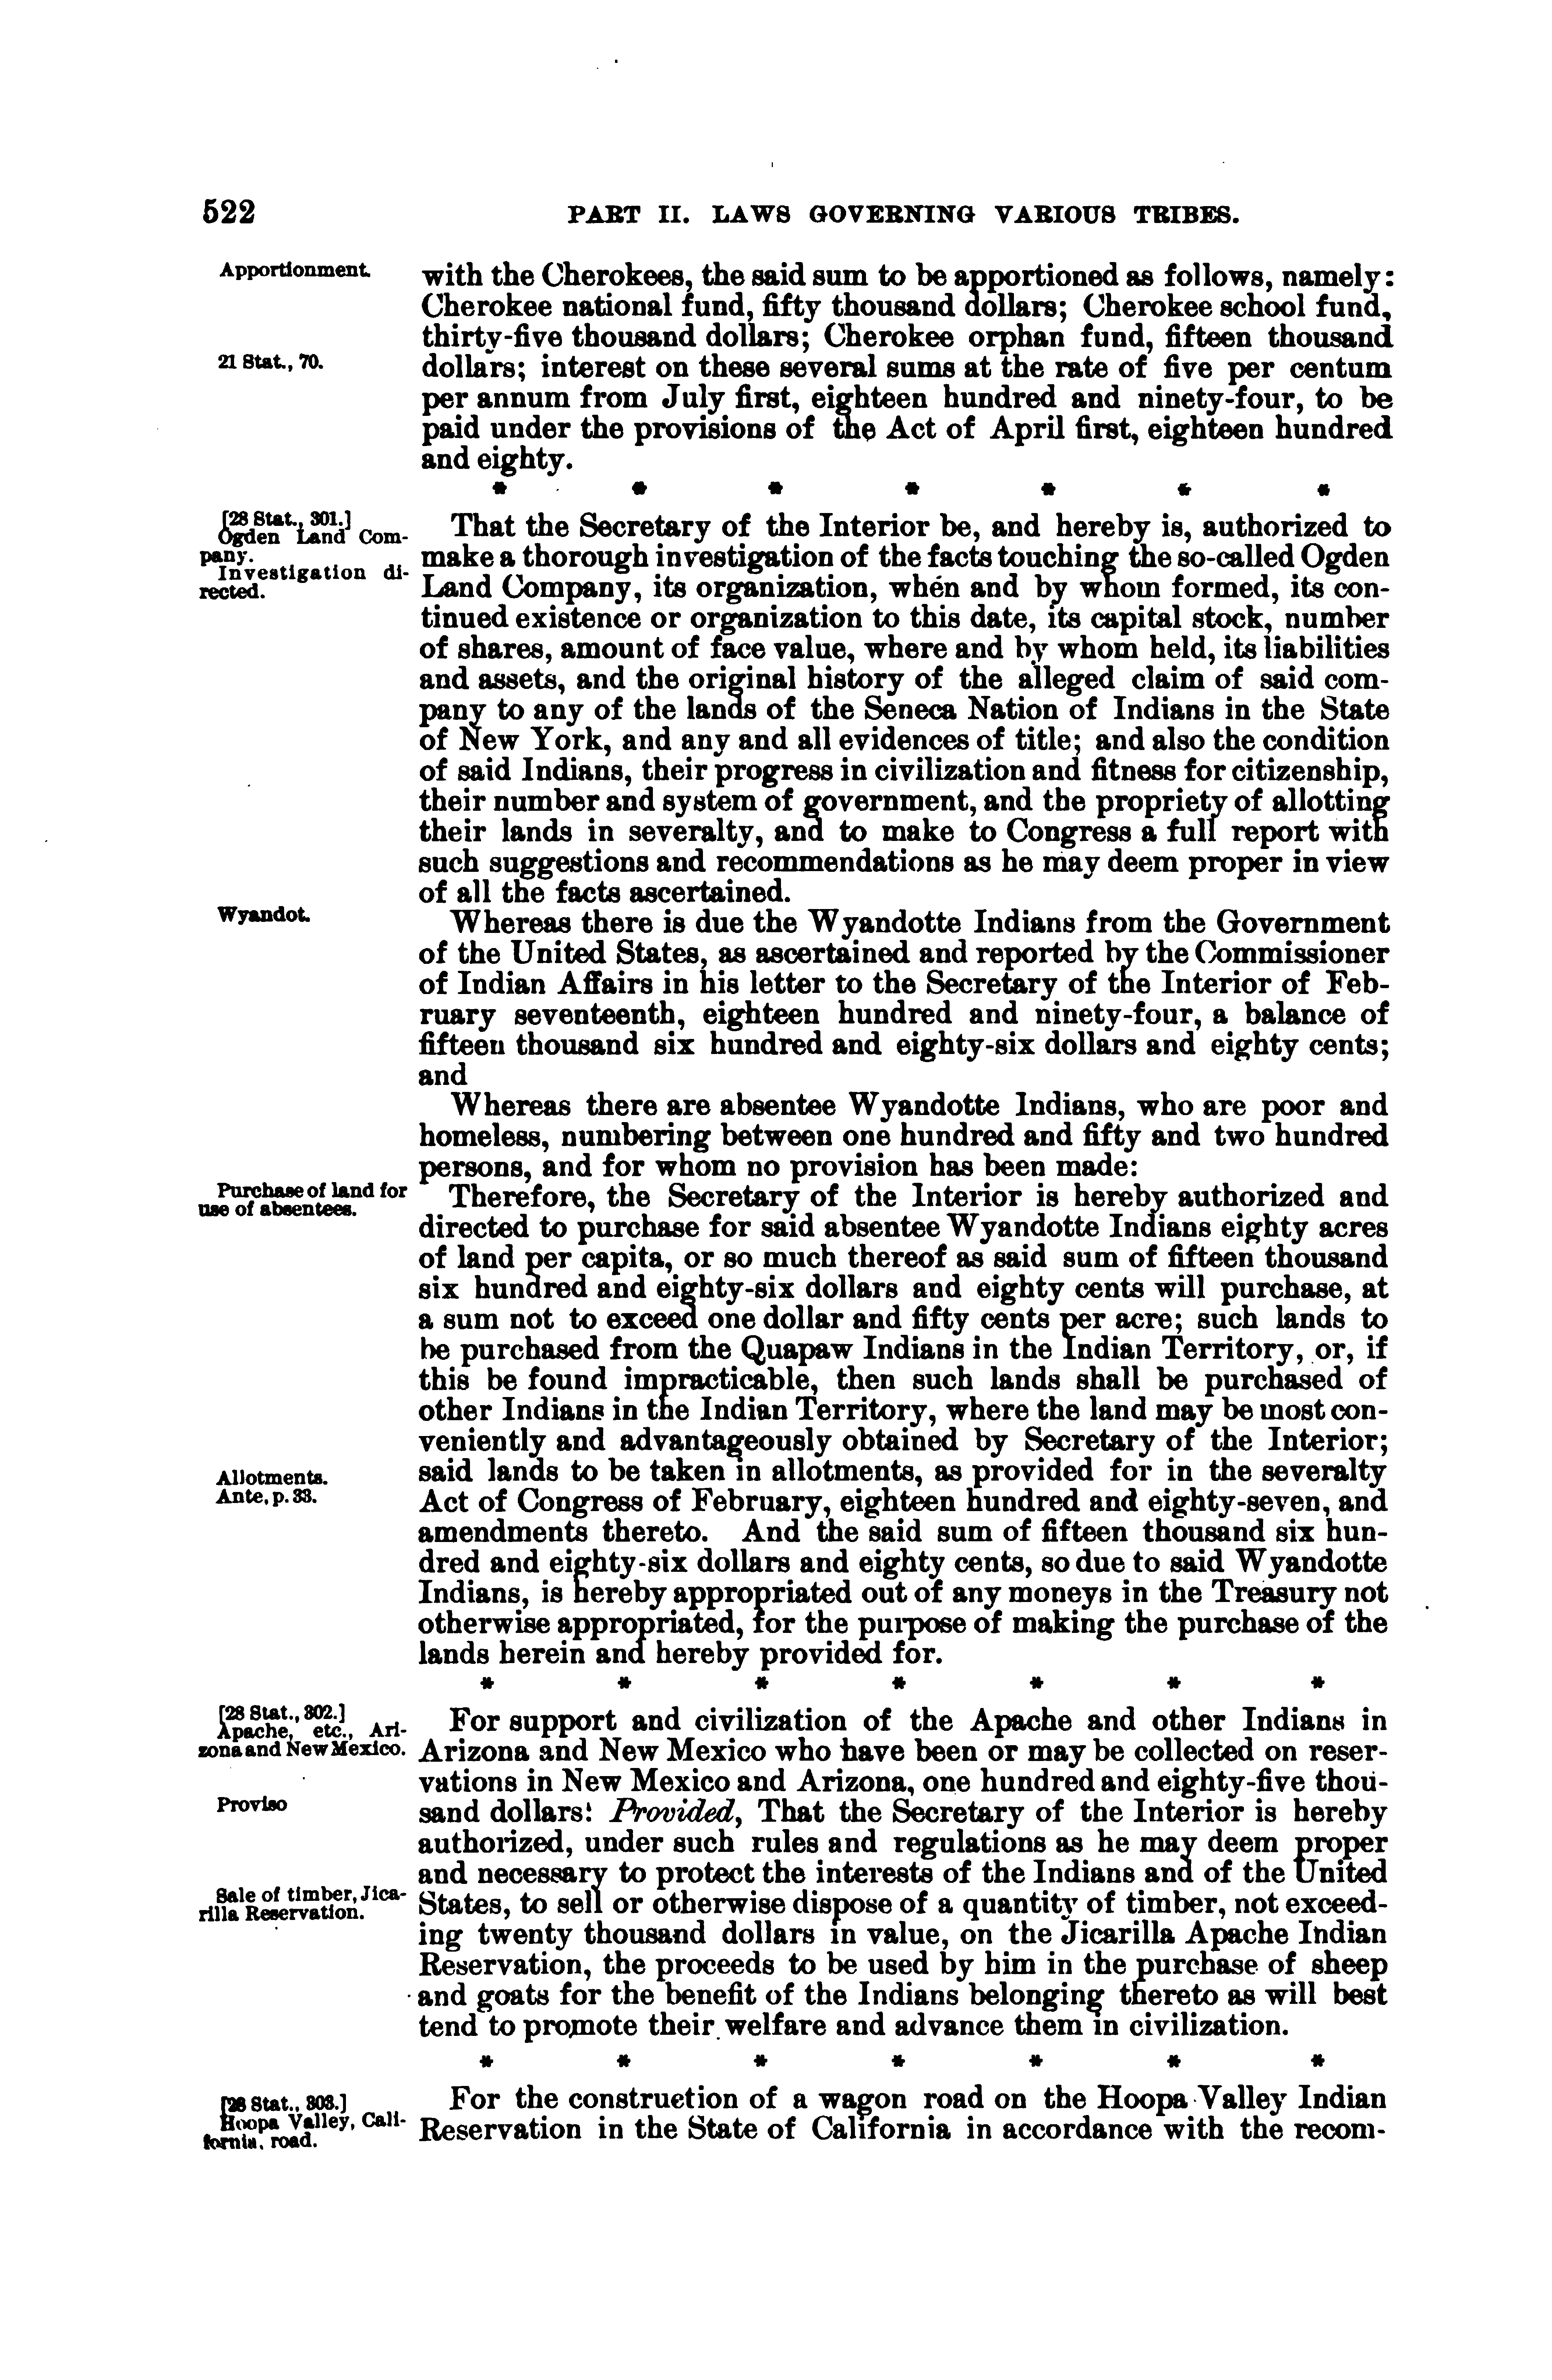 522 PART II. LAWS GOVERNING VARIOUS TRIBES.
Apportionment.
with the Cherokees, the said sum to be apportioned as follows, namely:
Cherokee national fund, fifty thousand dollars; Cherokee school fund,
thirty-five thousand dollars; Cherokee orphan fund, fifteen thousand
21 Stat., 70.
dollars; interest on these several sums at the rate of five per centum
per annum from July first, eighteen hundred and ninety-four, to be
paid under the provisions of the Act of April first, eighteen hundred
and eighty.
* * * * * * *
[28 Stat., 301.]
Ogden Land Com-
pany.
Investigation di-
rected.
That the Secretary of the Interior be, and hereby is, authorized to
make a thorough investigation of the facts touching the so-called Ogden
Land Company, its organization, when and by whom formed, its con-
tinued existence or organization to this date, its capital stock, number
of shares, amount of face value, where and by whom held, its liabilities
and assets, and the original history of the alleged claim of said com-
pany to any of the lands of the Seneca Nation of Indians in the State
of New York, and any and all evidences of title; and also the condition
of said Indians, their progress in civilization and fitness for citizenship,
their number and system of government, and the propriety of allotting
their lands in severalty, and to make to Congress a full report with
such suggestions and recommendations as he may deem proper in view
of all the facts ascertained.
Wyandot.
Whereas there is due the Wyandotte Indians from the Government
of the United States, as ascertained and reported by the Commissioner
of Indian Affairs in his letter to the Secretary of the Interior of Feb-
ruary seventeenth, eighteen hundred and ninety-four, a balance of
fifteen thousand six hundred and eighty-six dollars and eighty cents;
and
Whereas there are absentee Wyandotte Indians, who are poor and
homeless, numbering between one hundred and fifty and two hundred
persons, and for whom no provision has been made:
Purchase of land for
use of absentees.
Therefore, the Secretary of the Interior is hereby authorized and
directed to purchase for said absentee Wyandotte Indians eighty acres
of land per capita, or so much thereof as said sum of fifteen thousand
six hundred and eighty-six dollars and eighty cents will purchase, at
a sum not to exceed one dollar and fifty cents per acre; such lands to
be purchased from the Quapaw Indians in the Indian Territory, or, if
this be found impracticable, then such lands shall be purchased of
other Indians in the Indian Territory, where the land may be most con-
veniently and advantageously obtained by Secretary of the Interior;
Allotments.
Ante, p. 33.
said lands to be taken in allotments, as provided for in the severalty
Act of Congress of February, eighteen hundred and eighty-seven, and
amendments thereto. And the said sum of fifteen thousand six hun-
dred and eighty-six dollars and eighty cents, so due to said Wyandotte
Indians, is hereby appropriated out of any moneys in the Treasury not
otherwise appropriated, for the purpose of making the purchase of the
lands herein and hereby provided for.
* * * * * * *
[28 Stat., 302.]
Apache, etc., Ari-
zona and New Mexico.
For support and civilization of the Apache and other Indians in
Arizona and New Mexico who have been or may be collected on reser-
vations in New Mexico and Arizona, one hundred and eighty-five thou-
Proviso
sand dollars: Provided, That the Secretary of the Interior is hereby
authorized, under such rules and regulations as he may deem proper
and necessary to protect the interests of the Indians and of the United
Sale of timber, Jica-
rilla Reservation.
States, to sell or otherwise dispose of a quantity of timber, not exceed-
ing twenty thousand dollars in value, on the Jicarilla Apache Indian
Reservation, the proceeds to be used by him in the purchase of sheep
and goats for the benefit of the Indians belonging thereto as will best
tend to promote their welfare and advance them in civilization.
* * * * * * *
[28 Stat., 303.]
Hoopa Valley, Cali-
fornia, road.
For the construction of a wagon road on the Hoopa Valley Indian
Reservation in the State of California in accordance with the recom-